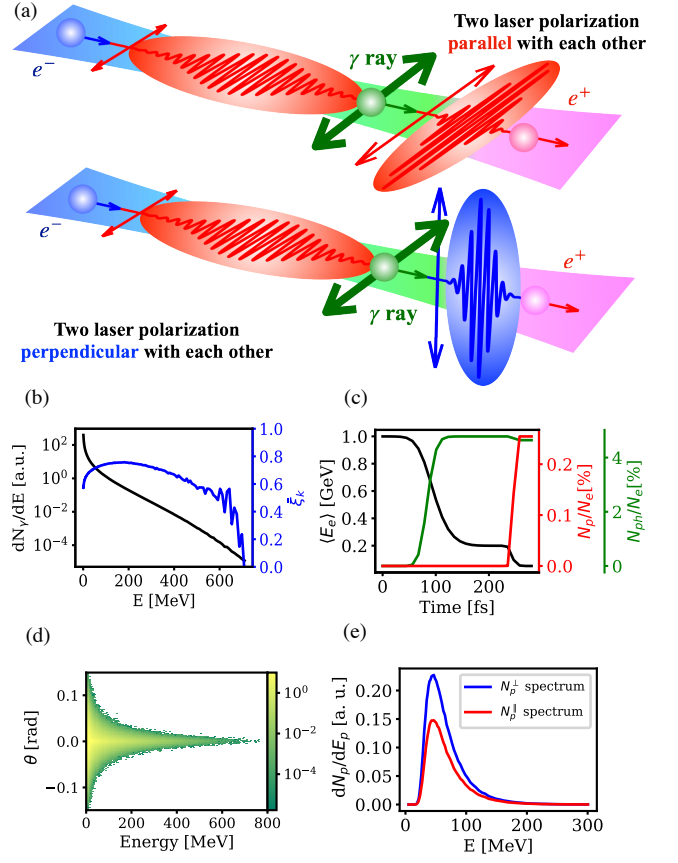 (a)
Two laser polarization
parallel with each other
e⁻
γ ray
e⁺
e⁻
γ ray
e⁺
Two laser polarization
perpendicular with each other
(b)
dNγ/dE [a.u.]
10²
10⁰
10⁻²
10⁻⁴
0 200 400 600
E [MeV]
1.0
0.8
0.6
0.4
0.2
0.0
ξ̄ₖ
(c)
⟨Eₑ⟩ [GeV]
1.0
0.8
0.6
0.4
0.2
0 100 200
Time [fs]
0.2
0.1
0.0
Nₚ/Nₑ[%]
4
2
0
Nₚₕ/Nₑ[%]
(d)
θ [rad]
0.1
0.0
−0.1
0 200 400 600 800
Energy [MeV]
10⁰
10⁻²
10⁻⁴
(e)
dNₚ/dEₚ [a. u.]
0.20
0.15
0.10
0.05
0.00
0 100 200 300
E [MeV]
Nₚ^⊥ spectrum
Nₚ^∥ spectrum